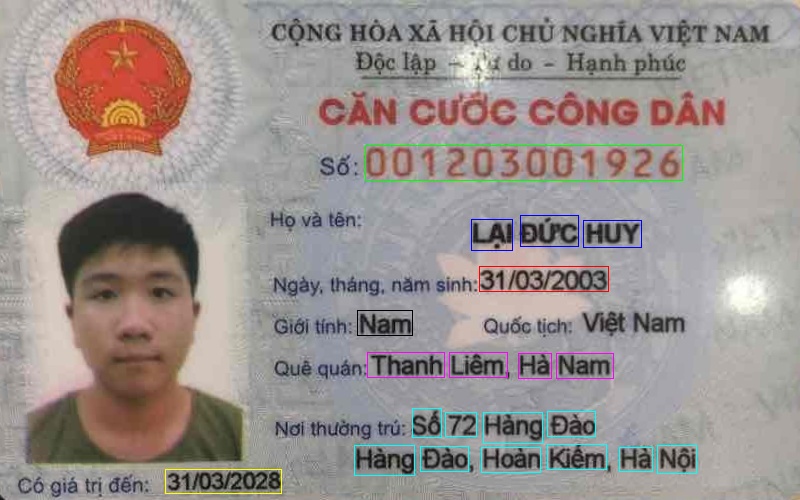 CỘNG HÒA XÃ HỘI CHỦ NGHĨA VIỆT NAM
Độc lập - Tự do - Hạnh phúc
CĂN CƯỚC CÔNG DÂN
Số: 001203001926
Họ và tên:
LẠI ĐỨC HUY
Ngày, tháng, năm sinh: 31/03/2003
Giới tính: Nam Quốc tịch: Việt Nam
Quê quán: Thanh Liêm, Hà Nam
Nơi thường trú: Số 72 Hàng Đào
Hàng Đào, Hoàn Kiếm, Hà Nội
Có giá trị đến: 31/03/2028